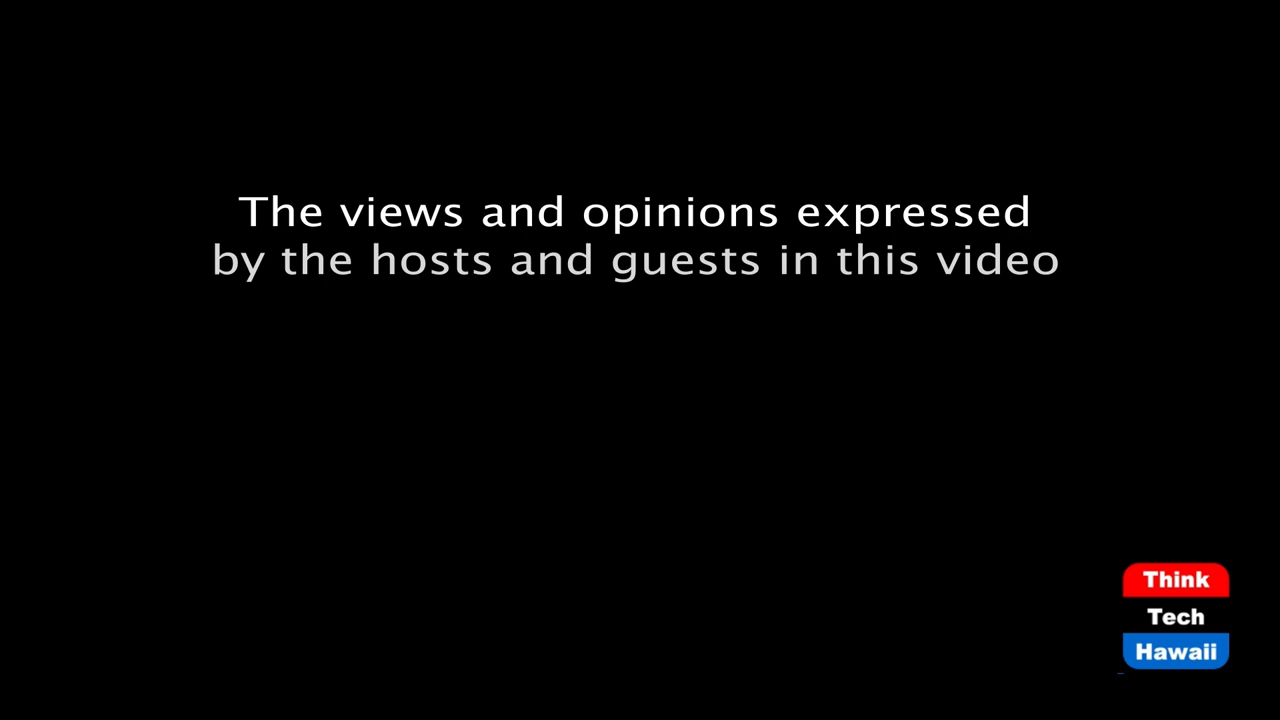 The views and opinions expressed
by the hosts and guests in this video
Think
Tech
Hawaii